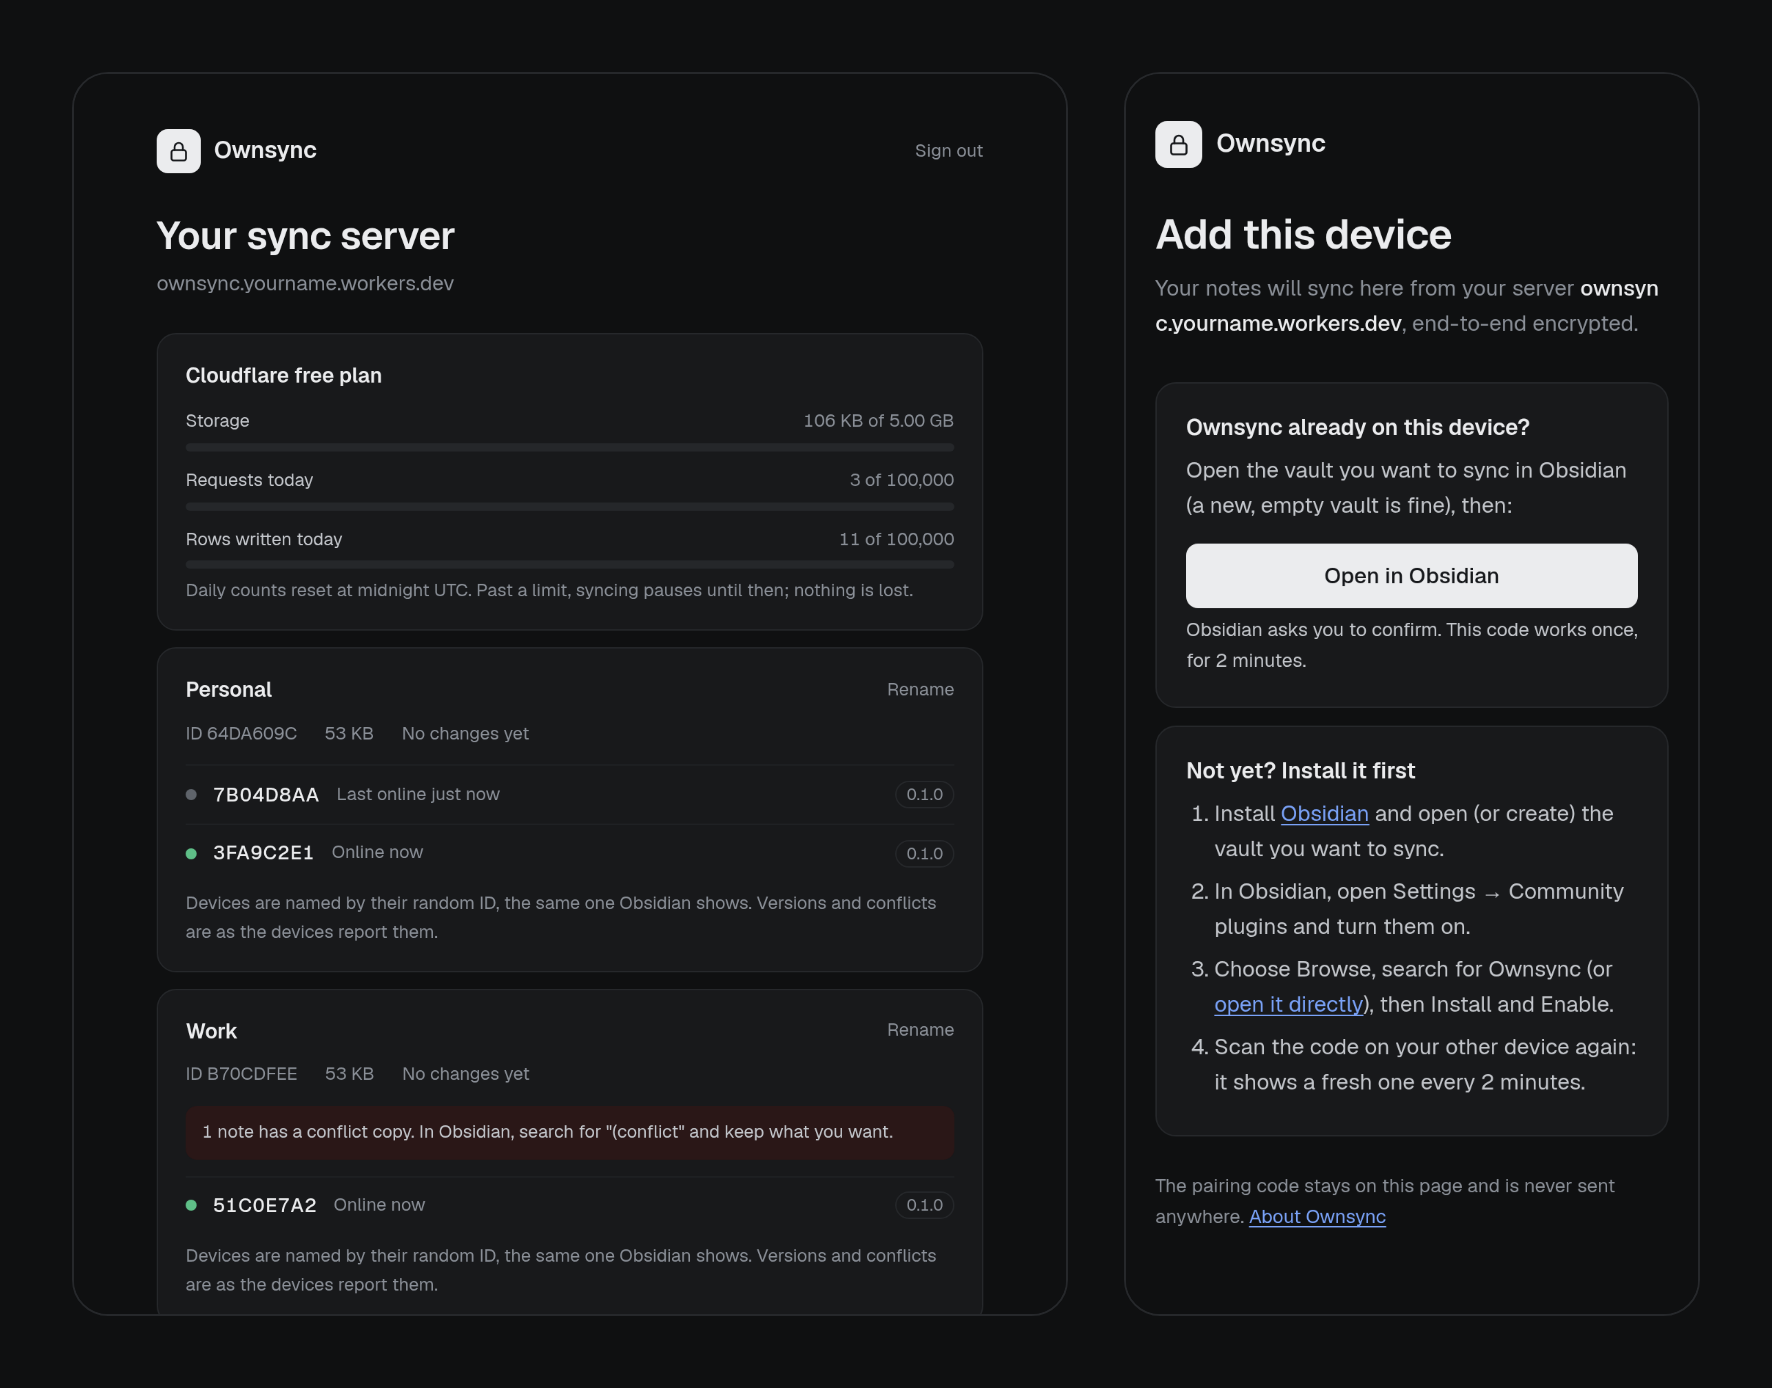 Ownsync
Sign out
Your sync server
ownsync.yourname.workers.dev
Cloudflare free plan
Storage
106 KB of 5.00 GB
Requests today
3 of 100,000
Rows written today
11 of 100,000
Daily counts reset at midnight UTC. Past a limit, syncing pauses until then; nothing is lost.
Personal
Rename
ID 64DA609C 53 KB No changes yet
7B04D8AA Last online just now
0.1.0
3FA9C2E1 Online now
0.1.0
Devices are named by their random ID, the same one Obsidian shows. Versions and conflicts
are as the devices report them.
Work
Rename
ID B70CDFEE 53 KB No changes yet
1 note has a conflict copy. In Obsidian, search for "(conflict" and keep what you want.
51C0E7A2 Online now
0.1.0
Devices are named by their random ID, the same one Obsidian shows. Versions and conflicts
are as the devices report them.
Ownsync
Add this device
Your notes will sync here from your server ownsyn
c.yourname.workers.dev, end-to-end encrypted.
Ownsync already on this device?
Open the vault you want to sync in Obsidian
(a new, empty vault is fine), then:
Open in Obsidian
Obsidian asks you to confirm. This code works once,
for 2 minutes.
Not yet? Install it first
1. Install Obsidian and open (or create) the
vault you want to sync.
2. In Obsidian, open Settings → Community
plugins and turn them on.
3. Choose Browse, search for Ownsync (or
open it directly), then Install and Enable.
4. Scan the code on your other device again:
it shows a fresh one every 2 minutes.
The pairing code stays on this page and is never sent
anywhere. About Ownsync